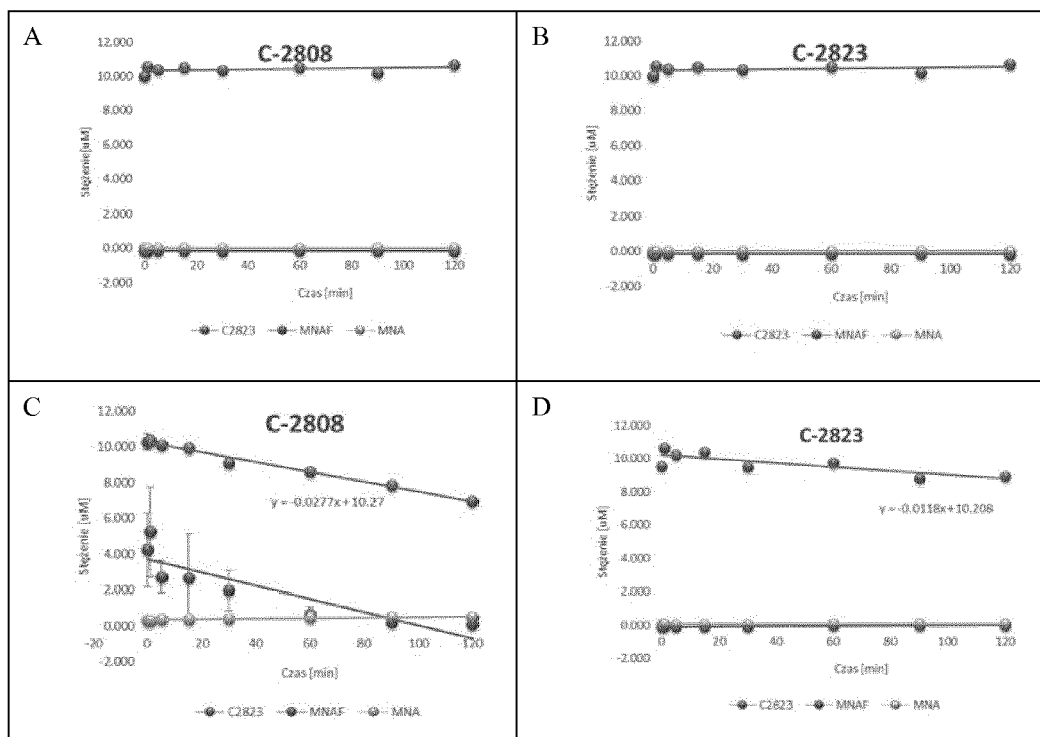 A
C-2808
12.000
10.000
8.000
6.000
4.000
2.000
0.000
-2.000
Stężenie[uM]
0 20 40 60 80 100 120
Czas [min]
C2823 MNAF MNA
B
C-2823
12.000
10.000
8.000
6.000
4.000
2.000
0.000
-2.000
Stężenie [uM]
0 20 40 60 80 100 120
Czas [min]
C2823 MNAF MNA
C
C-2808
12.000
10.000
8.000
6.000
4.000
2.000
0.000
-2.000
Stężenie [uM]
y = -0.0277x + 10.27
-20 0 20 40 60 80 100 120
Czas [min]
C2823 MNAF MNA
D
C-2823
12.000
10.000
8.000
6.000
4.000
2.000
0.000
-2.000
Stężenie [uM]
y = -0.0118x + 10.208
0 20 40 60 80 100 120
Czas [min]
C2823 MNAF MNA